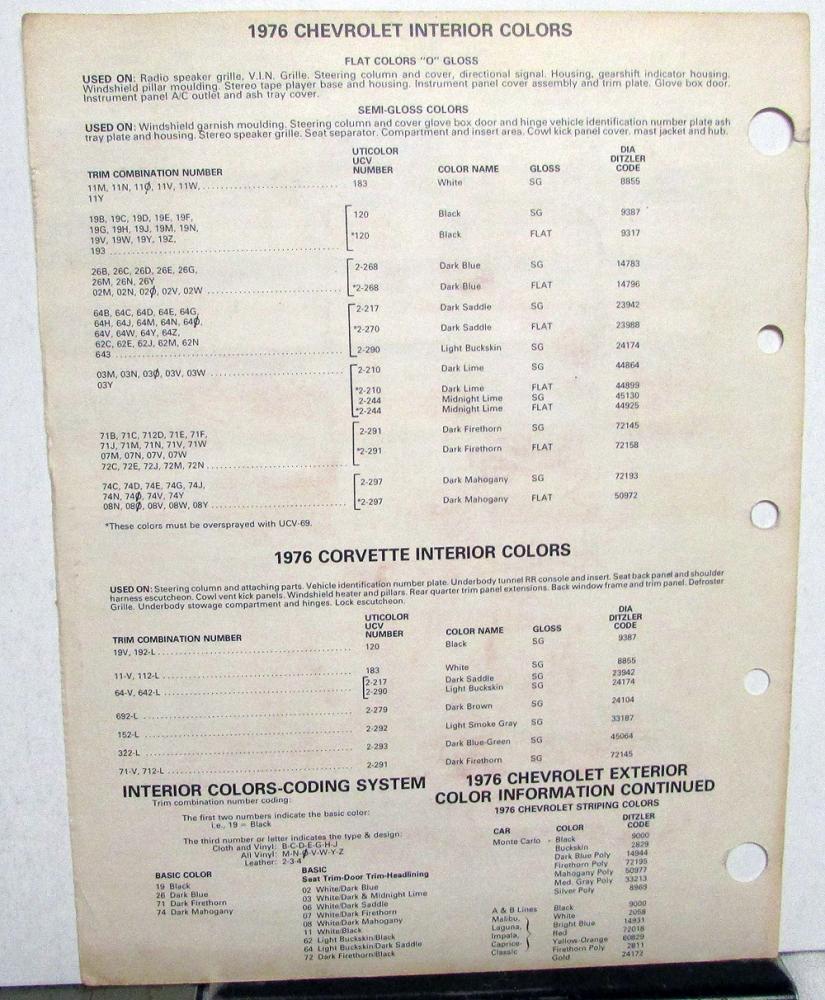 1976 CHEVROLET INTERIOR COLORS
FLAT COLORS "O" GLOSS
USED ON: Radio speaker grille, V.I.N. Grille. Steering column and cover, directional signal. Housing, gearshift indicator housing.
Windshield pillar moulding. Stereo tape player base and housing. Instrument panel cover assembly and trim plate. Glove box door.
Instrument panel A/C outlet and ash tray cover.
SEMI-GLOSS COLORS
USED ON: Windshield garnish moulding. Steering column and cover glove box door and hinge vehicle identification number plate ash
tray plate and housing. Stereo speaker grille. Seat separator. Compartment and insert area. Cowl kick panel cover, mast jacket and hub.
TRIM COMBINATION NUMBER UTICOLOR UCV NUMBER COLOR NAME GLOSS DIA DITZLER CODE
11M, 11N, 11Ø, 11V, 11W, 183 White SG 8855
11Y
19B, 19C, 19D, 19E, 19F, 120 Black SG 9387
19G, 19H, 19J, 19M, 19N,
19V, 19W, 19Y, 19Z, *120 Black FLAT 9317
193
26B, 26C, 26D, 26E, 26G, 2-268 Dark Blue SG 14783
26M, 26N, 26Y
02M, 02N, 02Ø, 02V, 02W *2-268 Dark Blue FLAT 14796
64B, 64C, 64D, 64E, 64G, 2-217 Dark Saddle SG 23942
64H, 64J, 64M, 64N, 64Ø,
64V, 64W, 64Y, 64Z, *2-270 Dark Saddle FLAT 23988
62C, 62E, 62J, 62M, 62N
643 2-290 Light Buckskin SG 24174
03M, 03N, 03Ø, 03V, 03W 2-210 Dark Lime SG 44864
03Y *2-210 Dark Lime FLAT 44899
2-244 Midnight Lime SG 45130
*2-244 Midnight Lime FLAT 44925
71B, 71C, 712D, 71E, 71F, 2-291 Dark Firethorn SG 72145
71J, 71M, 71N, 71V, 71W
07M, 07N, 07V, 07W *2-291 Dark Firethorn FLAT 72158
72C, 72E, 72J, 72M, 72N
74C, 74D, 74E, 74G, 74J, 2-297 Dark Mahogany SG 72193
74N, 74Ø, 74V, 74Y
08N, 08Ø, 08V, 08W, 08Y *2-297 Dark Mahogany FLAT 50972
*These colors must be oversprayed with UCV-69.
1976 CORVETTE INTERIOR COLORS
USED ON: Steering column and attaching parts. Vehicle identification number plate. Underbody tunnel RR console and insert. Seat back panel and shoulder
harness escutcheon. Cowl vent kick panels. Windshield heater and pillars. Rear quarter trim panel extensions. Back window frame and trim panel. Defroster
Grille. Underbody stowage compartment and hinges. Lock escutcheon.
TRIM COMBINATION NUMBER UTICOLOR UCV NUMBER COLOR NAME GLOSS DIA DITZLER CODE
19V, 192-L 120 Black SG 9387
11-V, 112-L 183 White SG 8855
64-V, 642-L 2-217 Dark Saddle SG 23942
2-290 Light Buckskin SG 24174
692-L 2-279 Dark Brown SG 24104
152-L 2-292 Light Smoke Gray SG 33187
322-L 2-293 Dark Blue-Green SG 45064
71-V, 712-L 2-291 Dark Firethorn SG 72145
INTERIOR COLORS-CODING SYSTEM
Trim combination number coding:
The first two numbers indicate the basic color:
i.e., 19 = Black
The third number or letter indicates the type & design:
Cloth and Vinyl: B-C-D-E-G-H-J
All Vinyl: M-N-Ø-V-W-Y-Z
Leather: 2-3-4
BASIC COLOR
19 Black
26 Dark Blue
71 Dark Firethorn
74 Dark Mahogany
BASIC
Seat Trim-Door Trim-Headlining
02 White/Dark Blue
03 White/Dark & Midnight Lime
06 White/Dark Saddle
07 White/Dark Firethorn
08 White/Dark Mahogany
11 White/Black
62 Light Buckskin/Black
64 Light Buckskin/Dark Saddle
72 Dark Firethorn/Black
1976 CHEVROLET EXTERIOR
COLOR INFORMATION CONTINUED
1976 CHEVROLET STRIPING COLORS
CAR COLOR DITZLER CODE
Monte Carlo - Black 9000
Buckskin 2829
Dark Blue Poly 14944
Firethorn Poly 72195
Mahogany Poly 50977
Med. Gray Poly 33213
Silver Poly 8969
A & B Lines Black 9000
Malibu, White 2058
Laguna, Bright Blue 14931
Impala, Red 72018
Caprice Yellow-Orange 60829
Classic Firethorn Poly 2811
Gold 24172